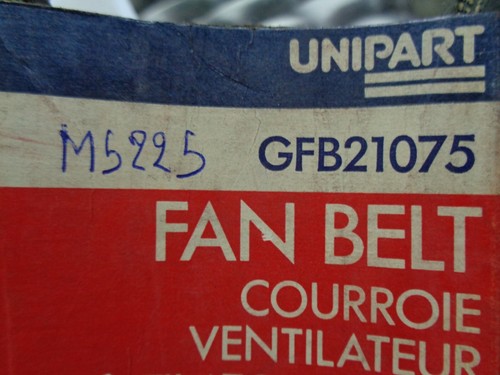 UNIPART
M5225 GFB21075
FAN BELT
COURROIE
VENTILATEUR